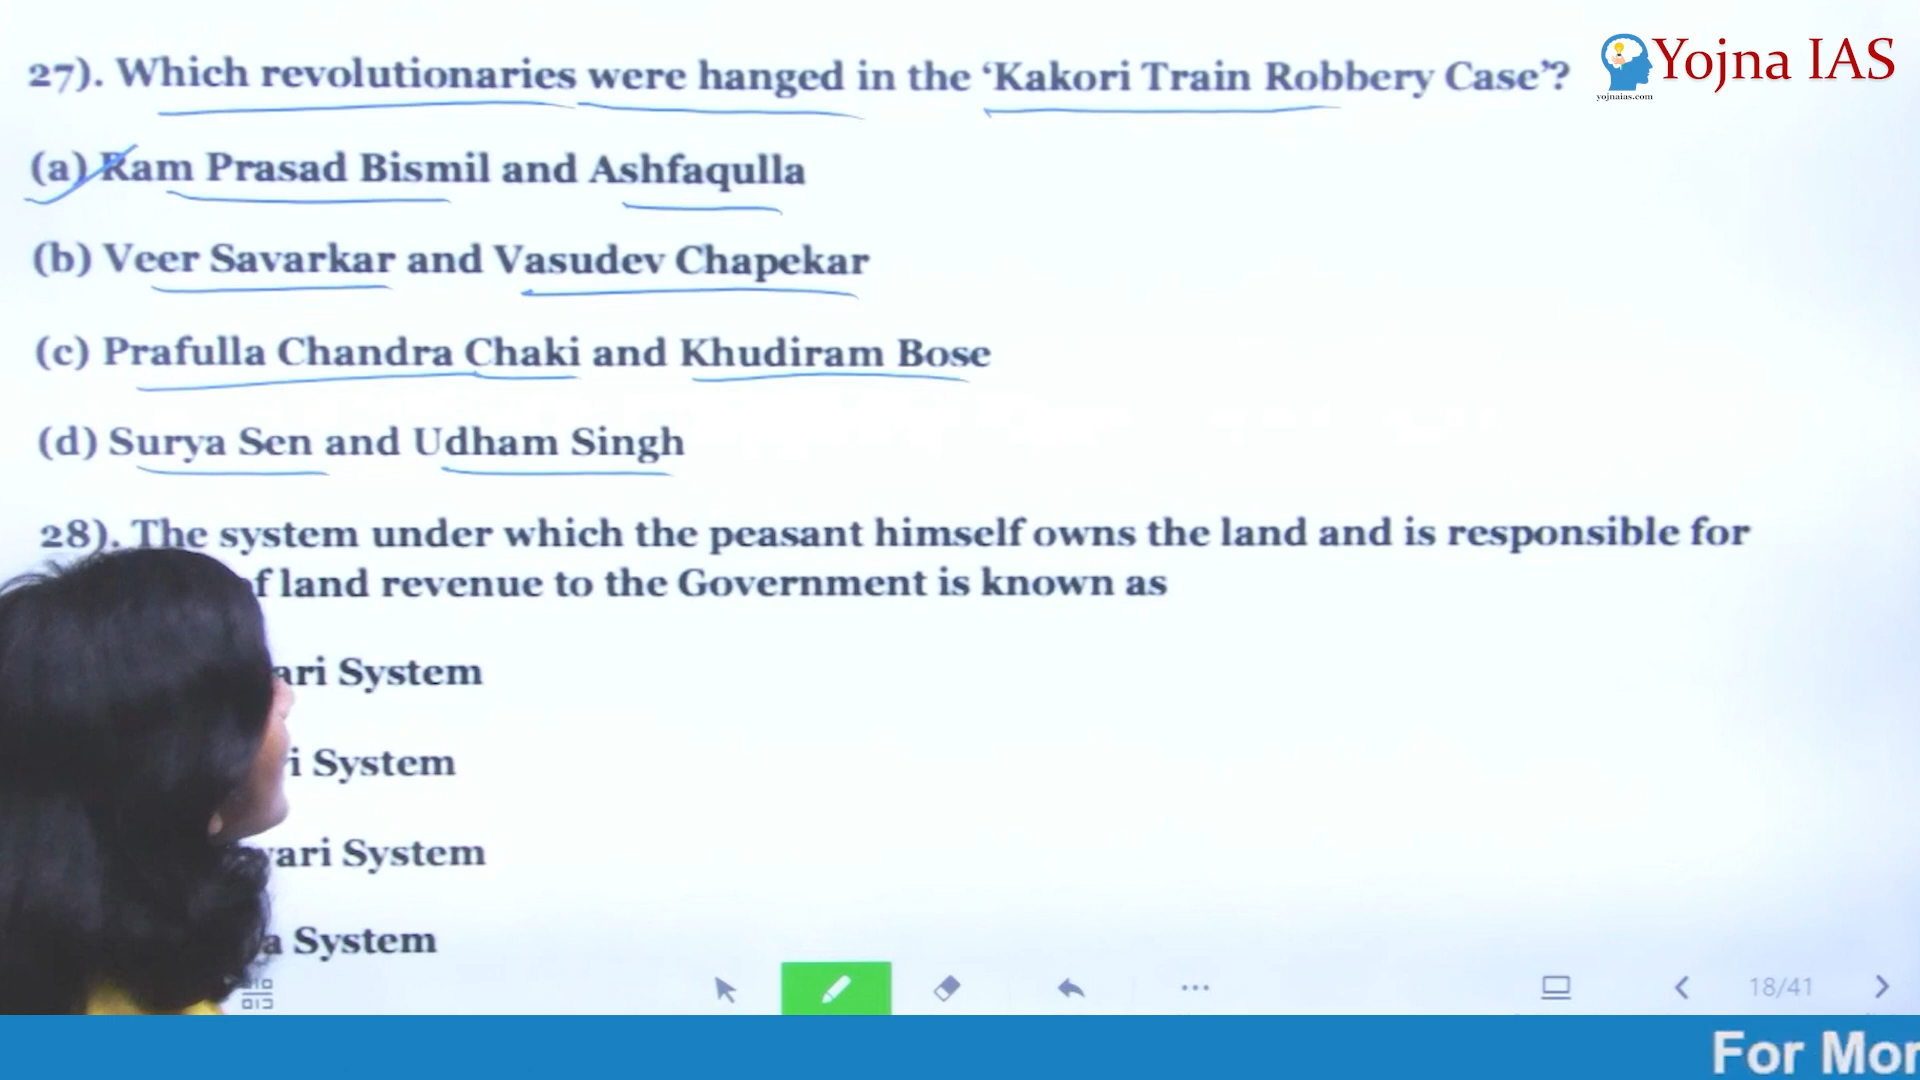 27). Which revolutionaries were hanged in the ‘Kakori Train Robbery Case’?
Yojna IAS
yojnaias.com
(a) Ram Prasad Bismil and Ashfaqulla
(b) Veer Savarkar and Vasudev Chapekar
(c) Prafulla Chandra Chaki and Khudiram Bose
(d) Surya Sen and Udham Singh
28). The system under which the peasant himself owns the land and is responsible for
land revenue to the Government is known as
System
System
System
System
18/41
For